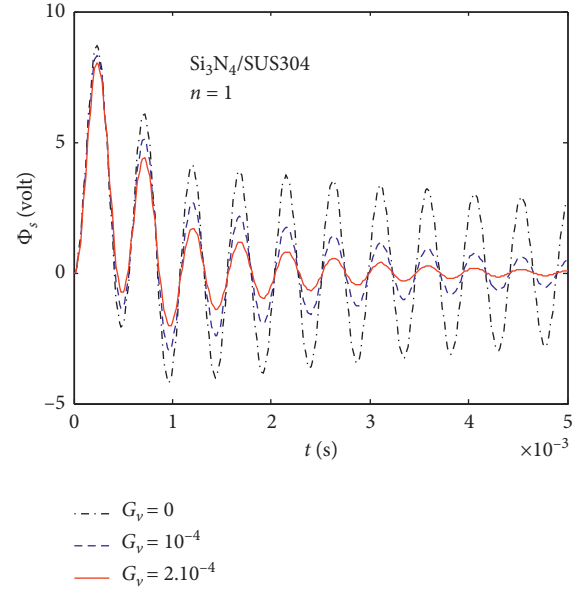 10
Si₃N₄/SUS304
n = 1
5
Φₛ (volt)
0
−5
0 1 2 3 4 5
t (s) ×10⁻³
Gᵥ = 0
Gᵥ = 10⁻⁴
Gᵥ = 2.10⁻⁴